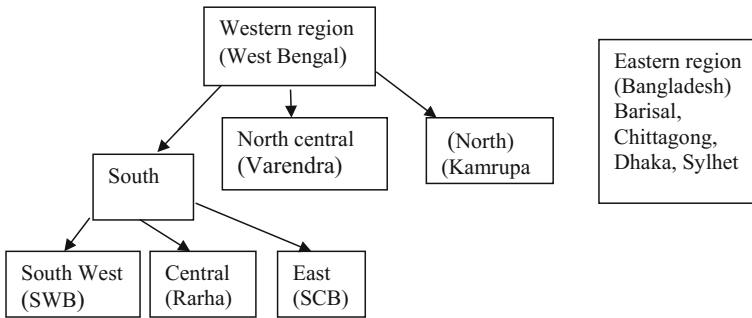 Western region
(West Bengal)
Eastern region
(Bangladesh)
Barisal,
Chittagong,
Dhaka, Sylhet
North central
(Varendra)
(North)
(Kamrupa
South
South West
(SWB)
Central
(Rarha)
East
(SCB)